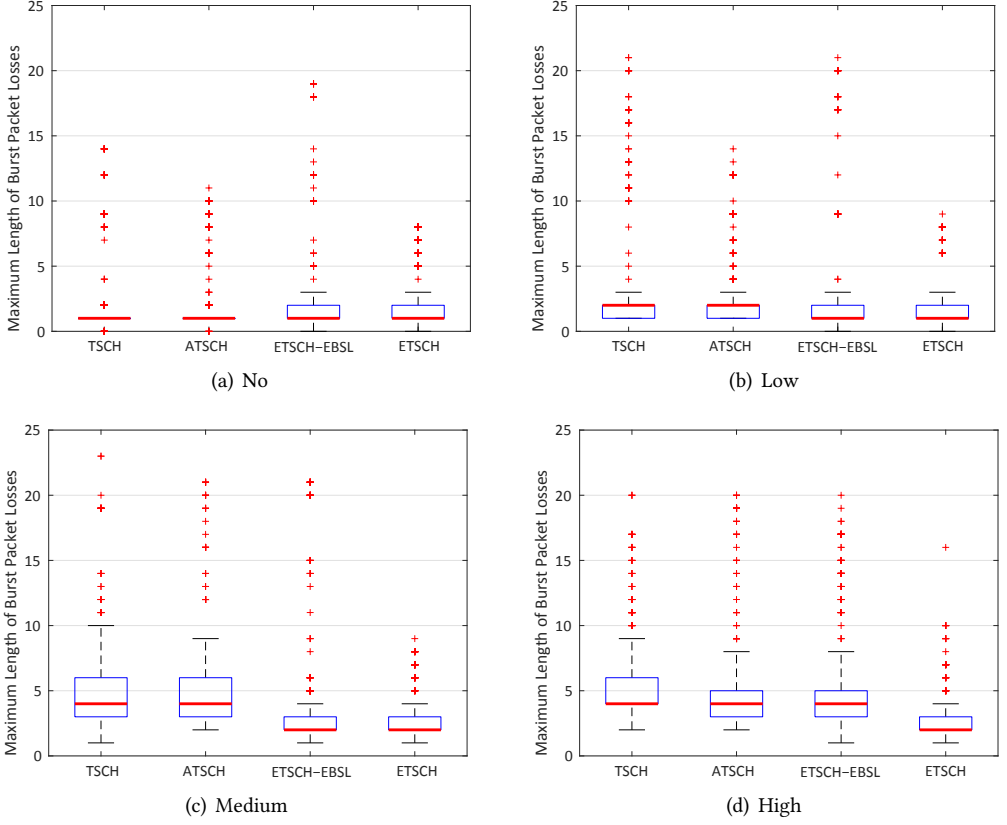 Maximum Length of Burst Packet Losses
25
20
15
10
5
0
TSCH ATSCH ETSCH−EBSL ETSCH
(a) No
Maximum Length of Burst Packet Losses
25
20
15
10
5
0
TSCH ATSCH ETSCH−EBSL ETSCH
(b) Low
Maximum Length of Burst Packet Losses
25
20
15
10
5
0
TSCH ATSCH ETSCH−EBSL ETSCH
(c) Medium
Maximum Length of Burst Packet Losses
25
20
15
10
5
0
TSCH ATSCH ETSCH−EBSL ETSCH
(d) High